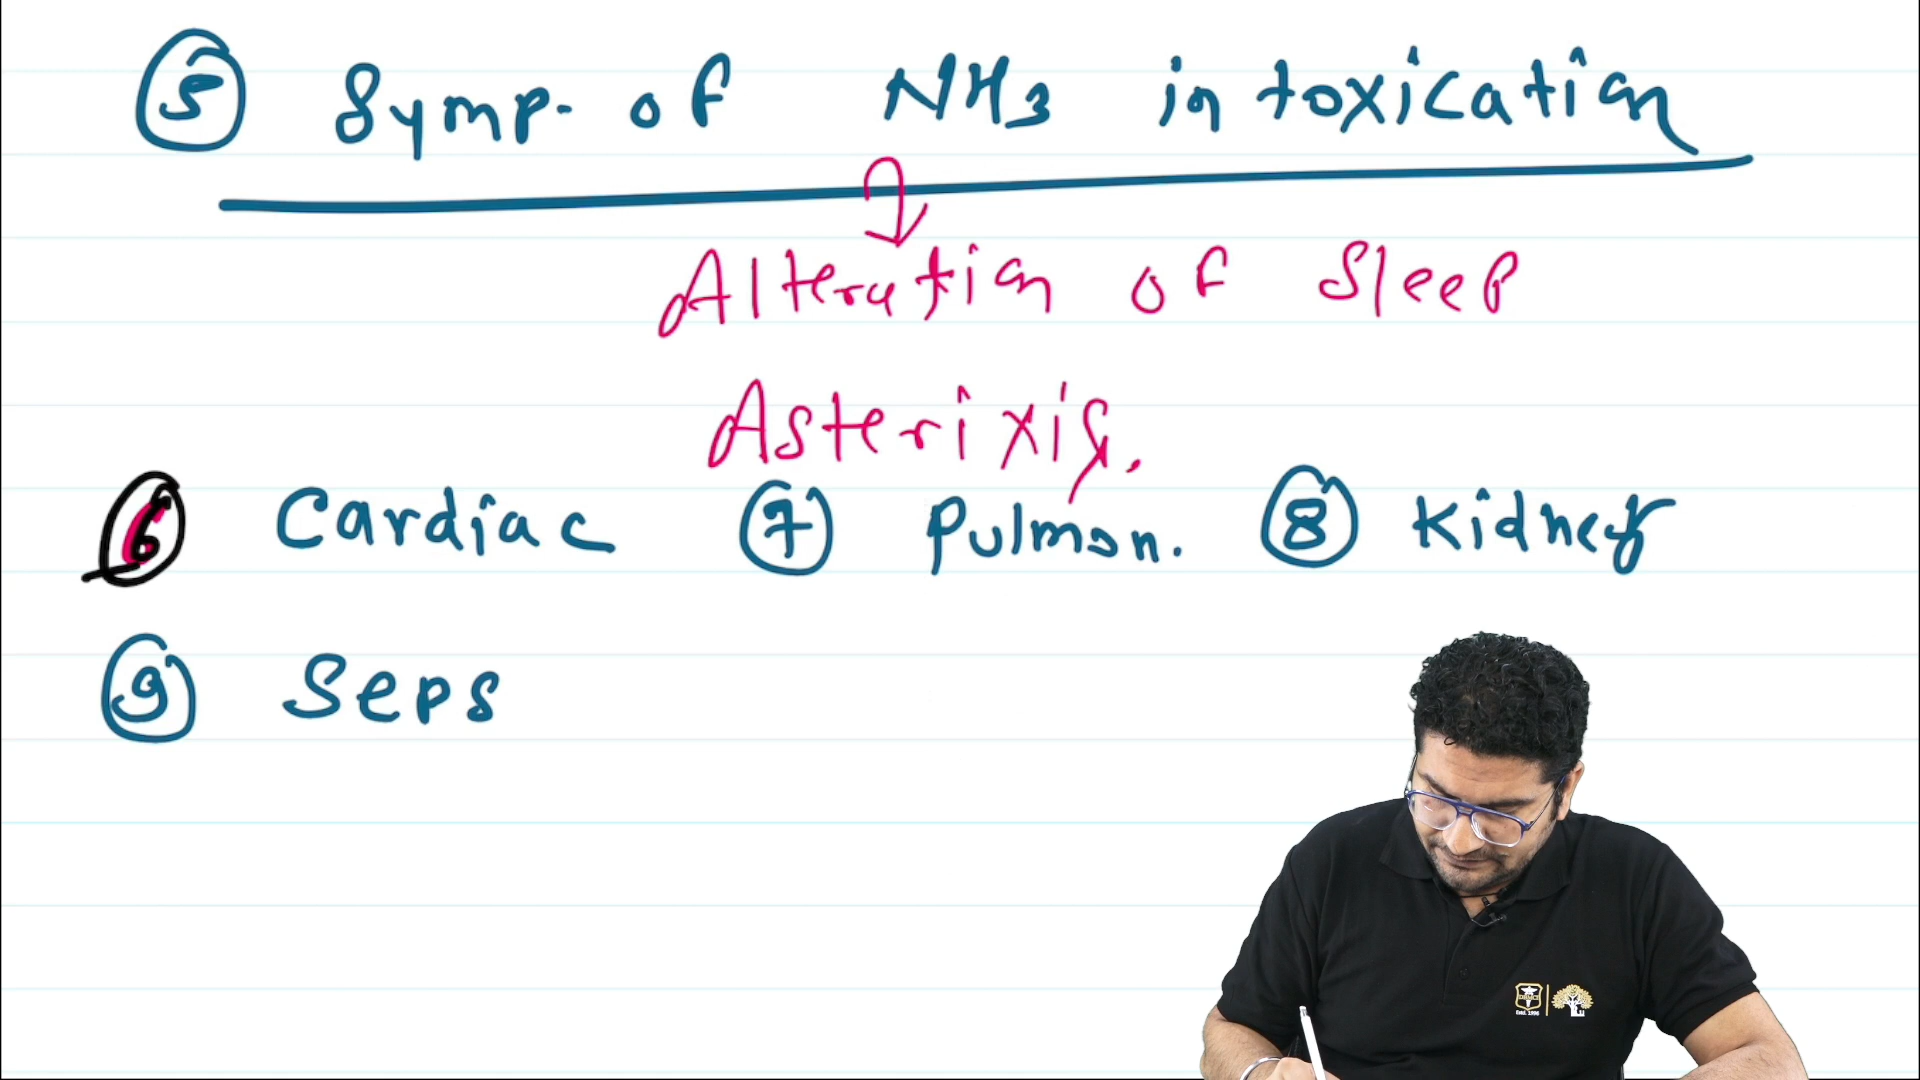 5 Symp. of NH3 intoxication
Alteration of Sleep
Asterixis.
6 Cardiac 7 Pulmon. 8 Kidney
9 Seps